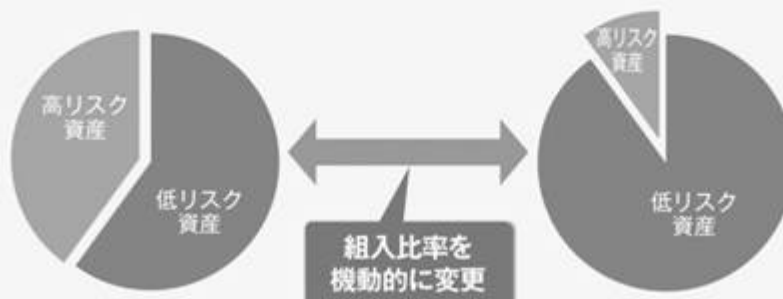 高リスク
資産
低リスク
資産
組入比率を
機動的に変更
高リスク
資産
低リスク
資産